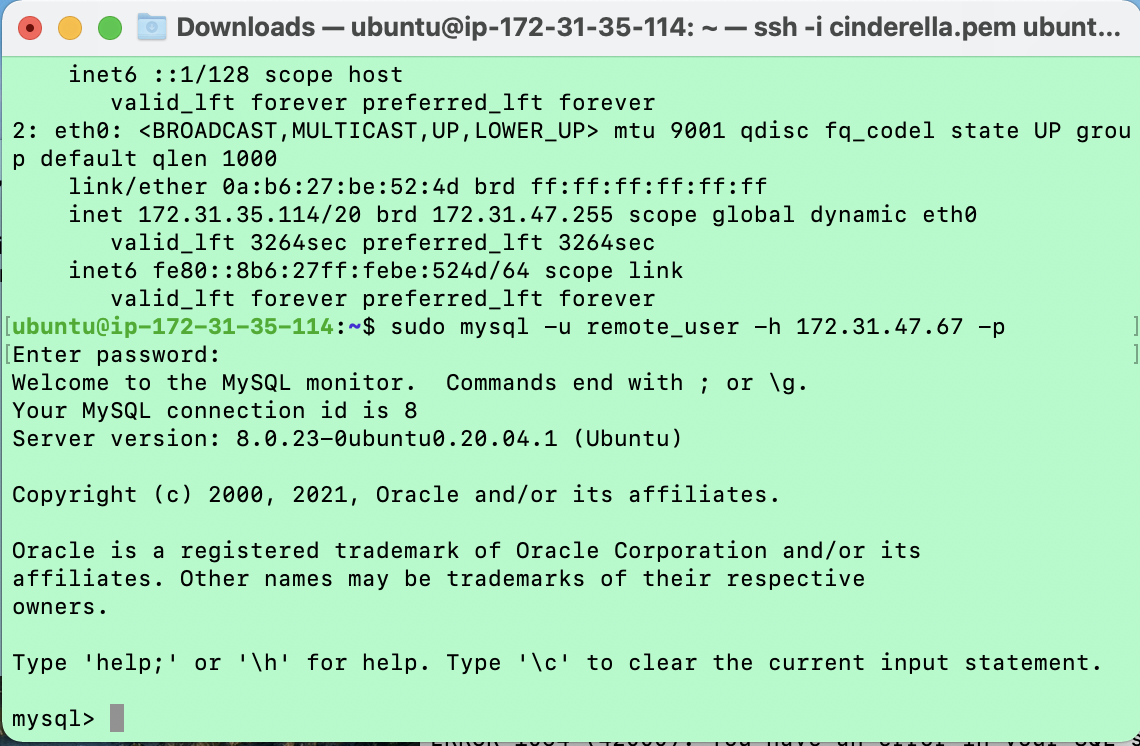 Downloads — ubuntu@ip-172-31-35-114: ~ — ssh -i cinderella.pem ubunt...
inet6 ::1/128 scope host
valid_lft forever preferred_lft forever
2: eth0: <BROADCAST,MULTICAST,UP,LOWER_UP> mtu 9001 qdisc fq_codel state UP grou
p default qlen 1000
link/ether 0a:b6:27:be:52:4d brd ff:ff:ff:ff:ff:ff
inet 172.31.35.114/20 brd 172.31.47.255 scope global dynamic eth0
valid_lft 3264sec preferred_lft 3264sec
inet6 fe80::8b6:27ff:febe:524d/64 scope link
valid_lft forever preferred_lft forever
[ubuntu@ip-172-31-35-114:~$ sudo mysql -u remote_user -h 172.31.47.67 -p ]
[Enter password: ]
Welcome to the MySQL monitor.  Commands end with ; or \g.
Your MySQL connection id is 8
Server version: 8.0.23-0ubuntu0.20.04.1 (Ubuntu)
Copyright (c) 2000, 2021, Oracle and/or its affiliates.
Oracle is a registered trademark of Oracle Corporation and/or its
affiliates. Other names may be trademarks of their respective
owners.
Type 'help;' or '\h' for help. Type '\c' to clear the current input statement.
mysql>